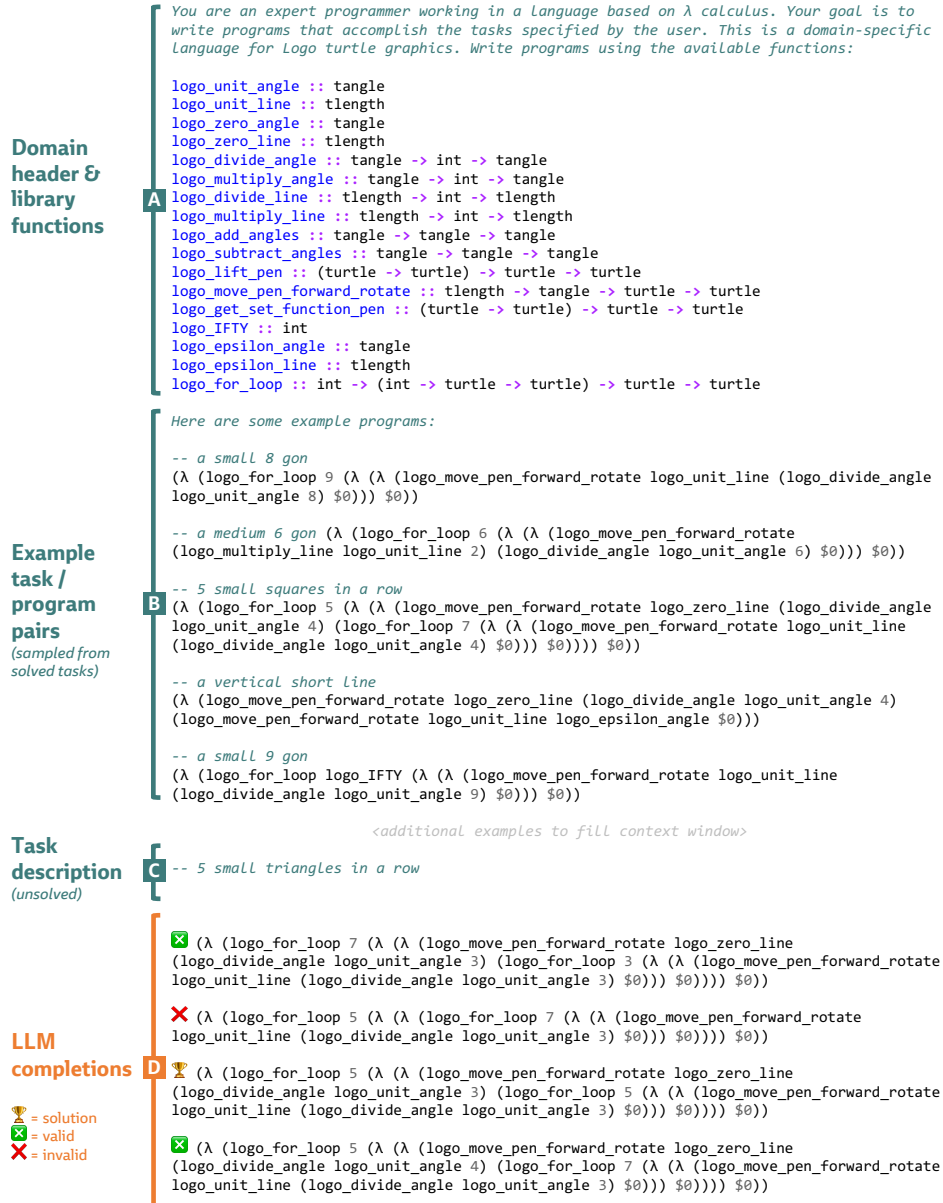 You are an expert programmer working in a language based on λ calculus. Your goal is to
write programs that accomplish the tasks specified by the user. This is a domain-specific
language for Logo turtle graphics. Write programs using the available functions:
Domain
header &
library
functions
A
logo_unit_angle :: tangle
logo_unit_line :: tlength
logo_zero_angle :: tangle
logo_zero_line :: tlength
logo_divide_angle :: tangle -> int -> tangle
logo_multiply_angle :: tangle -> int -> tangle
logo_divide_line :: tlength -> int -> tlength
logo_multiply_line :: tlength -> int -> tlength
logo_add_angles :: tangle -> tangle -> tangle
logo_subtract_angles :: tangle -> tangle -> tangle
logo_lift_pen :: (turtle -> turtle) -> turtle -> turtle
logo_move_pen_forward_rotate :: tlength -> tangle -> turtle -> turtle
logo_get_set_function_pen :: (turtle -> turtle) -> turtle -> turtle
logo_IFTY :: int
logo_epsilon_angle :: tangle
logo_epsilon_line :: tlength
logo_for_loop :: int -> (int -> turtle -> turtle) -> turtle -> turtle
Example
task /
program
pairs
(sampled from
solved tasks)
B
Here are some example programs:
-- a small 8 gon
(λ (logo_for_loop 9 (λ (λ (logo_move_pen_forward_rotate logo_unit_line (logo_divide_angle
logo_unit_angle 8) $0))) $0))
-- a medium 6 gon (λ (logo_for_loop 6 (λ (λ (logo_move_pen_forward_rotate
(logo_multiply_line logo_unit_line 2) (logo_divide_angle logo_unit_angle 6) $0))) $0))
-- 5 small squares in a row
(λ (logo_for_loop 5 (λ (λ (logo_move_pen_forward_rotate logo_zero_line (logo_divide_angle
logo_unit_angle 4) (logo_for_loop 7 (λ (λ (logo_move_pen_forward_rotate logo_unit_line
(logo_divide_angle logo_unit_angle 4) $0))) $0)))) $0))
-- a vertical short line
(λ (logo_move_pen_forward_rotate logo_zero_line (logo_divide_angle logo_unit_angle 4)
(logo_move_pen_forward_rotate logo_unit_line logo_epsilon_angle $0)))
-- a small 9 gon
(λ (logo_for_loop logo_IFTY (λ (λ (logo_move_pen_forward_rotate logo_unit_line
(logo_divide_angle logo_unit_angle 9) $0))) $0))
<additional examples to fill context window>
Task
description
(unsolved)
C
-- 5 small triangles in a row
LLM
completions
D
= solution
= valid
= invalid
(λ (logo_for_loop 7 (λ (λ (logo_move_pen_forward_rotate logo_zero_line
(logo_divide_angle logo_unit_angle 3) (logo_for_loop 3 (λ (λ (logo_move_pen_forward_rotate
logo_unit_line (logo_divide_angle logo_unit_angle 3) $0))) $0)))) $0))
(λ (logo_for_loop 5 (λ (λ (logo_for_loop 7 (λ (λ (logo_move_pen_forward_rotate
logo_unit_line (logo_divide_angle logo_unit_angle 3) $0))) $0)))) $0))
(λ (logo_for_loop 5 (λ (λ (logo_move_pen_forward_rotate logo_zero_line
(logo_divide_angle logo_unit_angle 3) (logo_for_loop 5 (λ (λ (logo_move_pen_forward_rotate
logo_unit_line (logo_divide_angle logo_unit_angle 3) $0))) $0)))) $0))
(λ (logo_for_loop 5 (λ (λ (logo_move_pen_forward_rotate logo_zero_line
(logo_divide_angle logo_unit_angle 4) (logo_for_loop 7 (λ (λ (logo_move_pen_forward_rotate
logo_unit_line (logo_divide_angle logo_unit_angle 3) $0))) $0)))) $0))